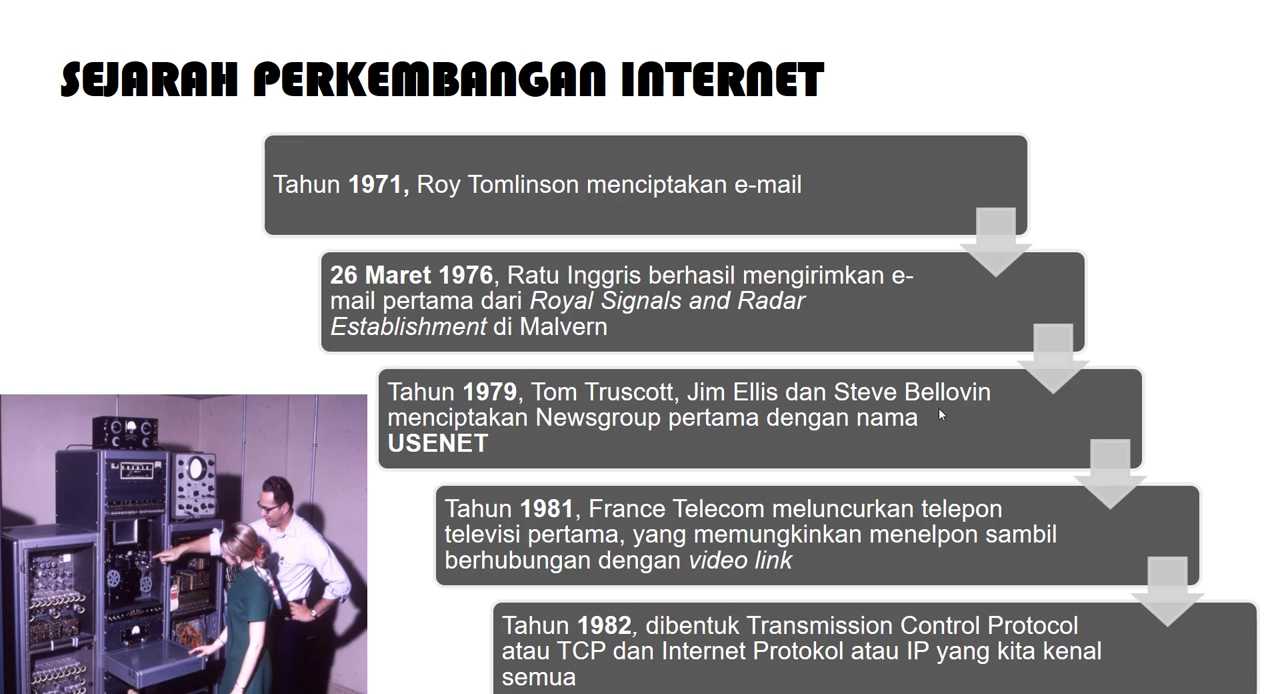 SEJARAH PERKEMBANGAN INTERNET
Tahun 1971, Roy Tomlinson menciptakan e-mail
26 Maret 1976, Ratu Inggris berhasil mengirimkan e-
mail pertama dari Royal Signals and Radar
Establishment di Malvern
Tahun 1979, Tom Truscott, Jim Ellis dan Steve Bellovin
menciptakan Newsgroup pertama dengan nama
USENET
Tahun 1981, France Telecom meluncurkan telepon
televisi pertama, yang memungkinkan menelpon sambil
berhubungan dengan video link
Tahun 1982, dibentuk Transmission Control Protocol
atau TCP dan Internet Protokol atau IP yang kita kenal
semua